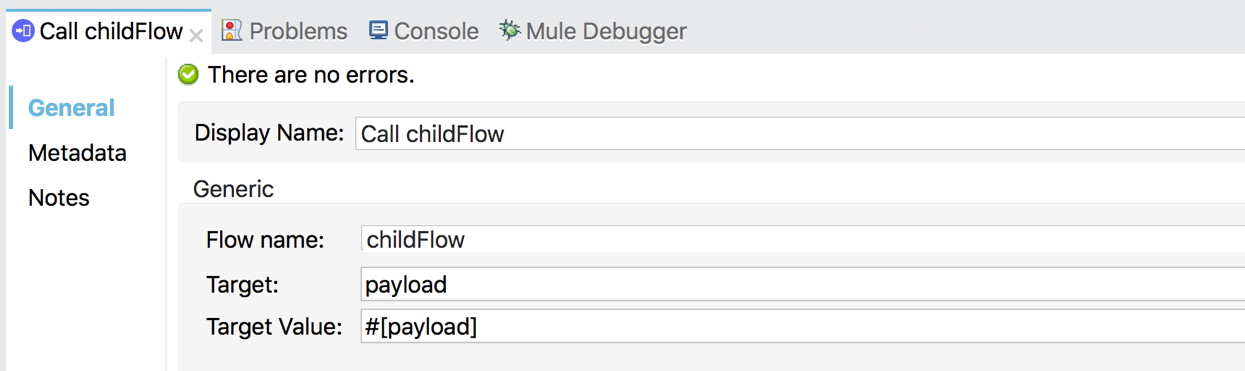 Call childFlow Problems Console Mule Debugger
There are no errors.
General
Display Name: Call childFlow
Metadata
Generic
Notes
Flow name: childFlow
Target: payload
Target Value: #[payload]